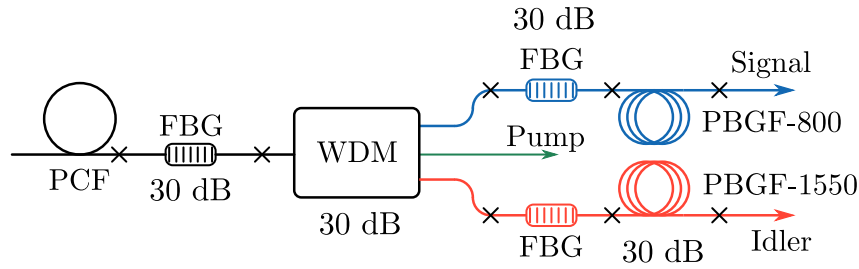 30 dB
FBG
Signal
FBG
PBGF-800
Pump
WDM
PCF
30 dB
PBGF-1550
30 dB
FBG
30 dB
Idler